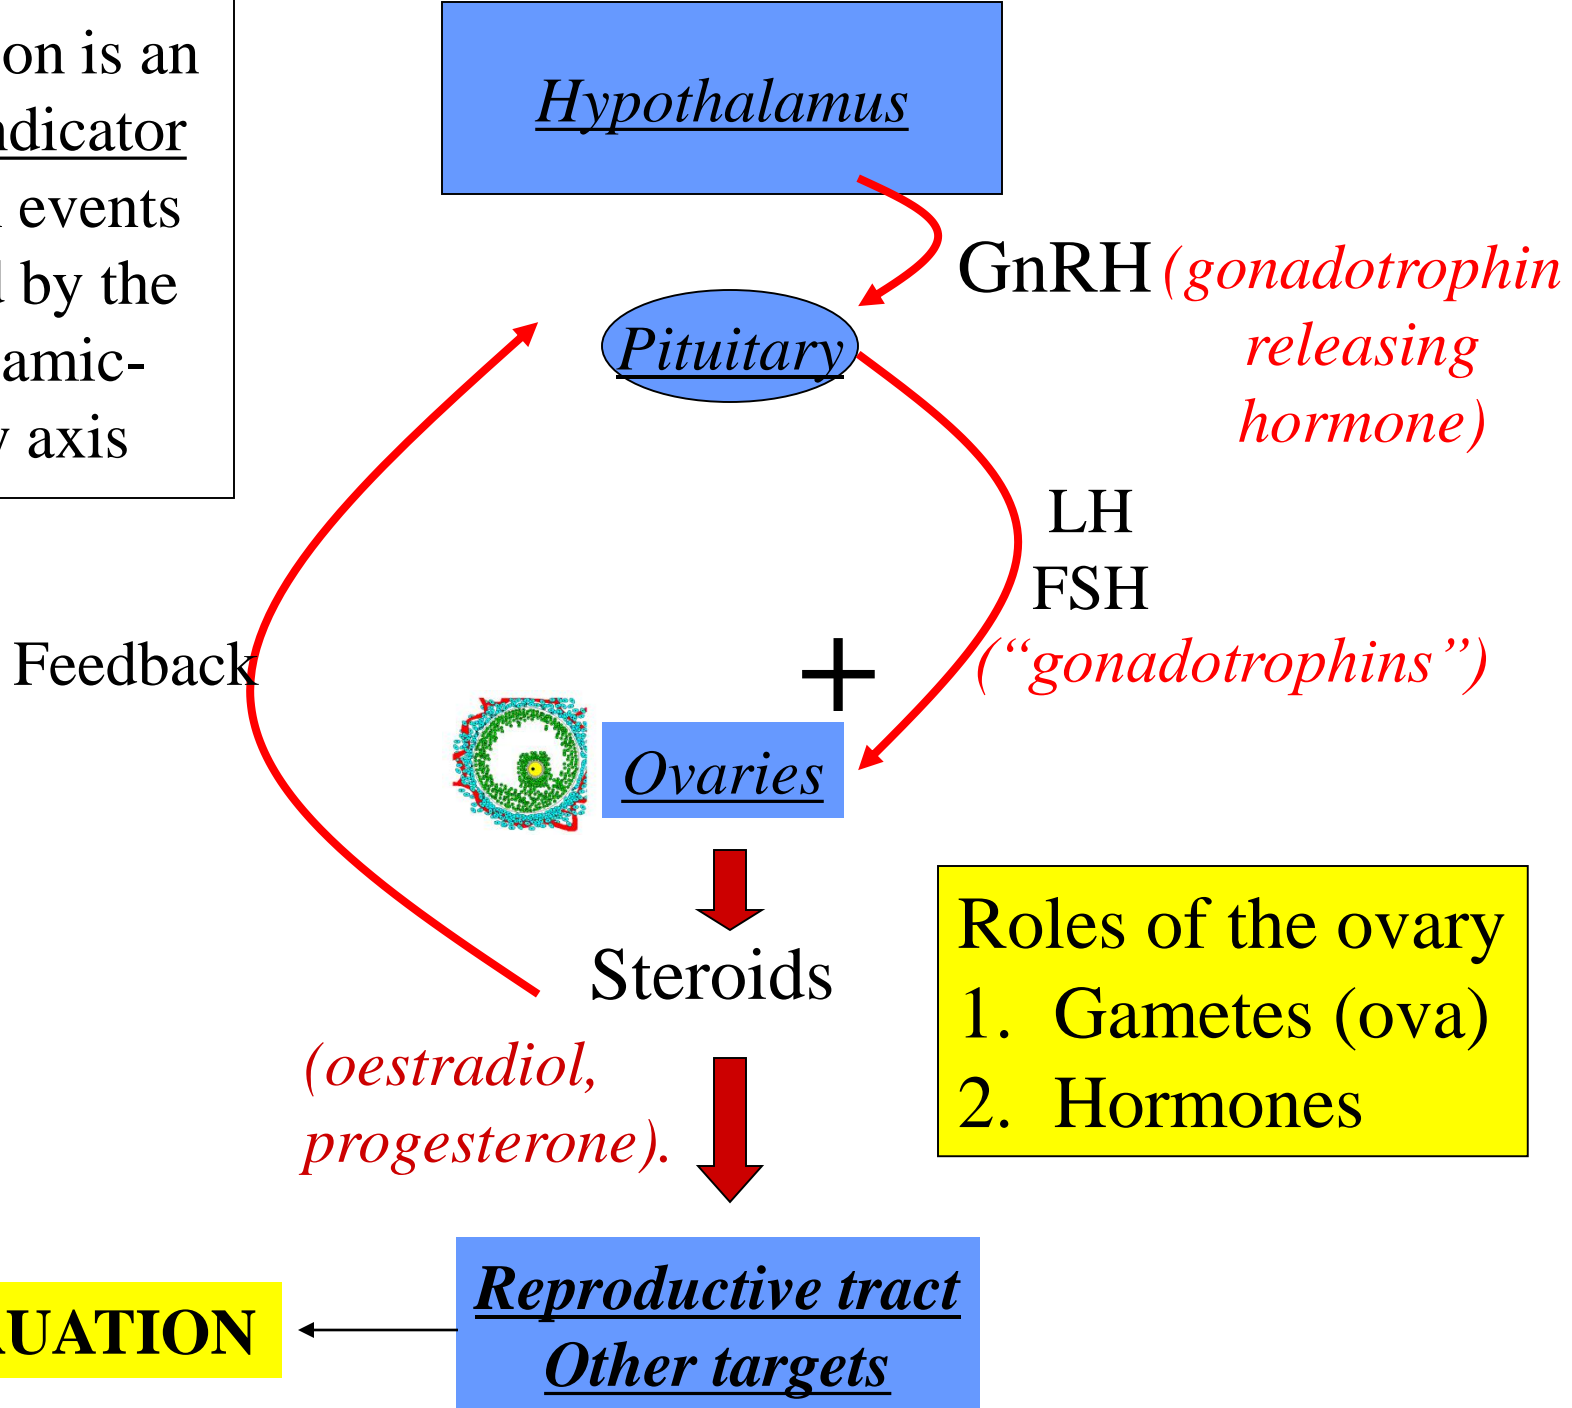 on is an
ndicator
events
by the
amic-
axis
Hypothalamus
GnRH (gonadotrophin
releasing
hormone)
Pituitary
LH
FSH
(“gonadotrophins”)
Feedback
+
Ovaries
Steroids
(oestradiol,
progesterone).
Roles of the ovary
1. Gametes (ova)
2. Hormones
Reproductive tract
Other targets
UATION